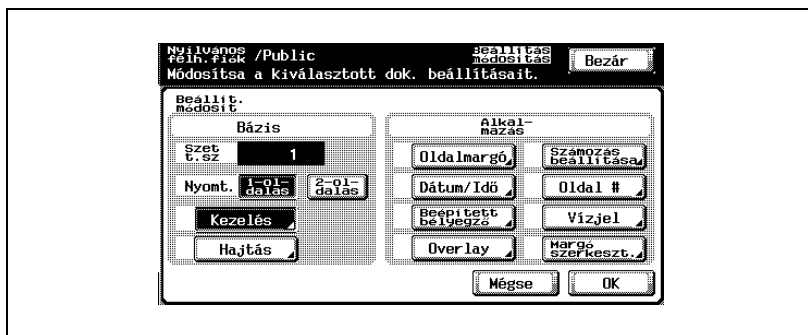 Nyilvános félh.fiók /Public
Beállítás módosítás
Bezár
Módosítsa a kiválasztott dok. beállításait.
Beállít. módosít
Bázis
Alkal-
mazás
Szet t.sz
1
Oldalmargó
Számozás beállítása
Nyomt.
1-ol-
dalas
2-ol-
dalas
Dátum/Idő
Oldal #
Kezelés
Beépített bélyegző
Vízjel
Hajtás
Overlay
Margó szerkeszt.
Mégse
OK